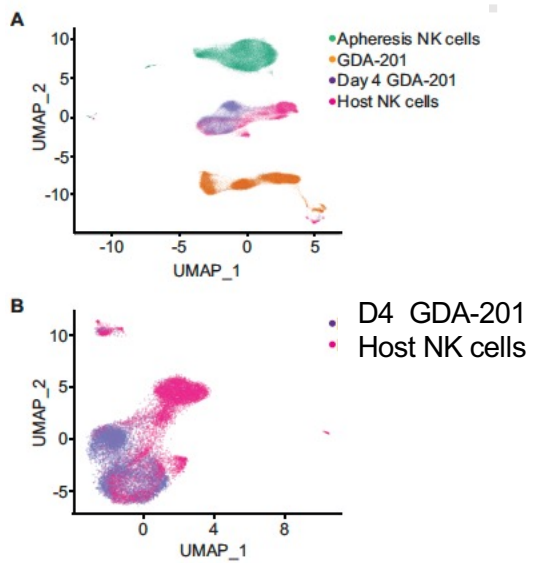 A
10
5
0
-5
-10
UMAP_2
-10 -5 0 5
UMAP_1
Apheresis NK cells
GDA-201
Day 4 GDA-201
Host NK cells
B
10
5
0
-5
UMAP_2
0 4 8
UMAP_1
D4 GDA-201
Host NK cells